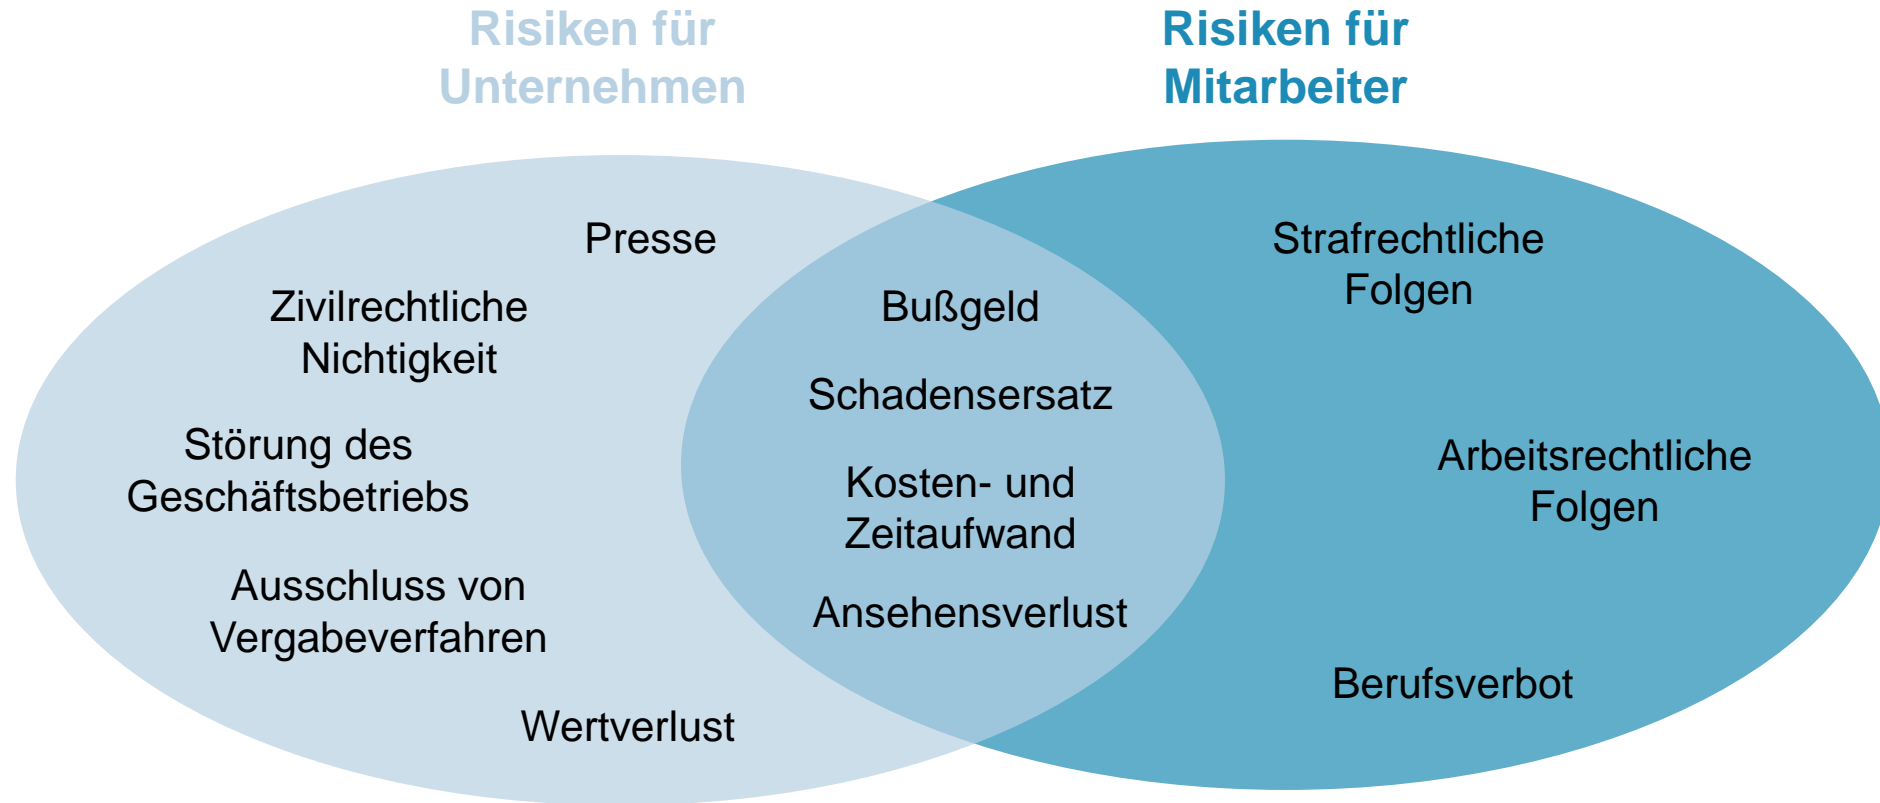 Risiken für
Unternehmen
Risiken für
Mitarbeiter
Presse
Zivilrechtliche
Nichtigkeit
Störung des
Geschäftsbetriebs
Ausschluss von
Vergabeverfahren
Wertverlust
Bußgeld
Schadensersatz
Kosten- und
Zeitaufwand
Ansehensverlust
Strafrechtliche
Folgen
Arbeitsrechtliche
Folgen
Berufsverbot